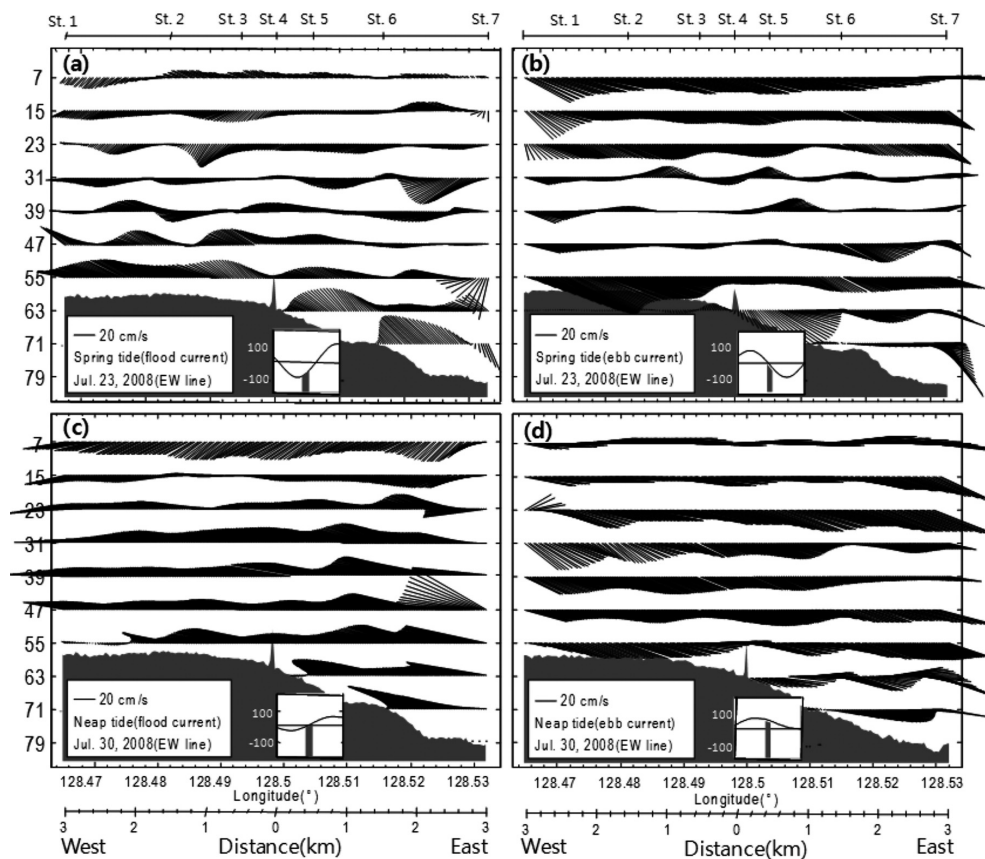 St. 1 St. 2 St. 3 St. 4 St. 5 St. 6 St. 7
St. 1 St. 2 St. 3 St. 4 St. 5 St. 6 St. 7
(a)
7
15
23
31
39
47
55
63
71
79
20 cm/s
Spring tide(flood current)
Jul. 23, 2008(EW line)
100
-100
(b)
20 cm/s
Spring tide(ebb current)
Jul. 23, 2008(EW line)
100
-100
(c)
7
15
23
31
39
47
55
63
71
79
20 cm/s
Neap tide(flood current)
Jul. 30, 2008(EW line)
100
-100
(d)
20 cm/s
Neap tide(ebb current)
Jul. 30, 2008(EW line)
100
-100
128.47 128.48 128.49 128.5 128.51 128.52 128.53
Longitude(°)
3 2 1 0 1 2 3
West Distance(km) East
128.47 128.48 128.49 128.50 128.51 128.52 128.53
Longitude(°)
3 2 1 0 1 2 3
West Distance(km) East